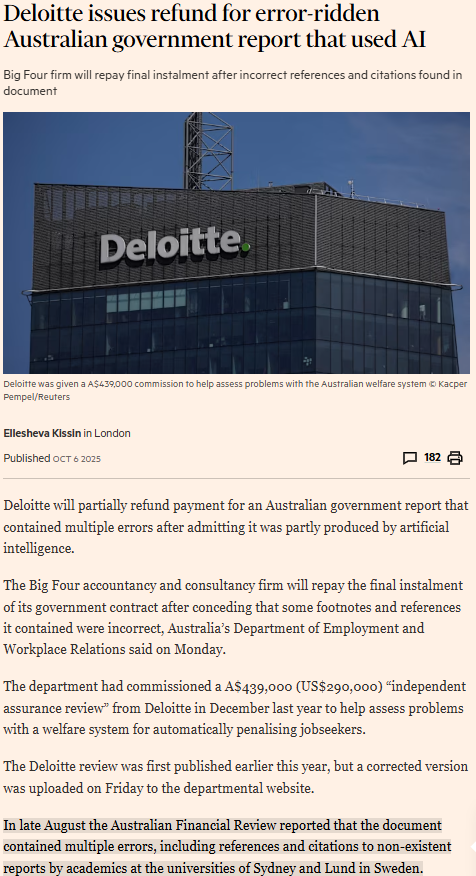 Deloitte issues refund for error-ridden
Australian government report that used AI
Big Four firm will repay final instalment after incorrect references and citations found in
document
Deloitte.
Deloitte was given a A$439,000 commission to help assess problems with the Australian welfare system © Kacper
Pempel/Reuters
Ellesheva Kissin in London
Published OCT 6 2025
182
Deloitte will partially refund payment for an Australian government report that
contained multiple errors after admitting it was partly produced by artificial
intelligence.
The Big Four accountancy and consultancy firm will repay the final instalment
of its government contract after conceding that some footnotes and references
it contained were incorrect, Australia’s Department of Employment and
Workplace Relations said on Monday.
The department had commissioned a A$439,000 (US$290,000) “independent
assurance review” from Deloitte in December last year to help assess problems
with a welfare system for automatically penalising jobseekers.
The Deloitte review was first published earlier this year, but a corrected version
was uploaded on Friday to the departmental website.
In late August the Australian Financial Review reported that the document
contained multiple errors, including references and citations to non-existent
reports by academics at the universities of Sydney and Lund in Sweden.